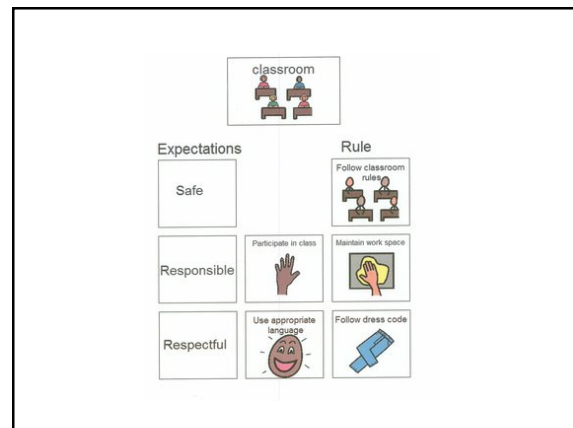 classroom
Expectations
Rule
Safe
Follow classroom
rules
Responsible
Participate in class
Maintain work space
Respectful
Use appropriate
language
Follow dress code